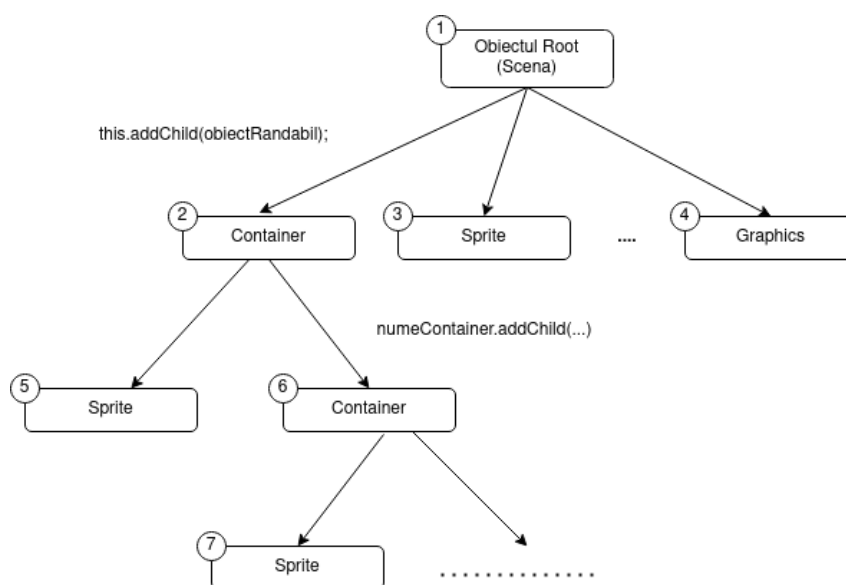 1
Obiectul Root
(Scena)
this.addChild(obiectRandabil);
2
Container
3
Sprite
....
4
Graphics
numeContainer.addChild(...)
5
Sprite
6
Container
7
Sprite
. . . . . . . . . . . . . .